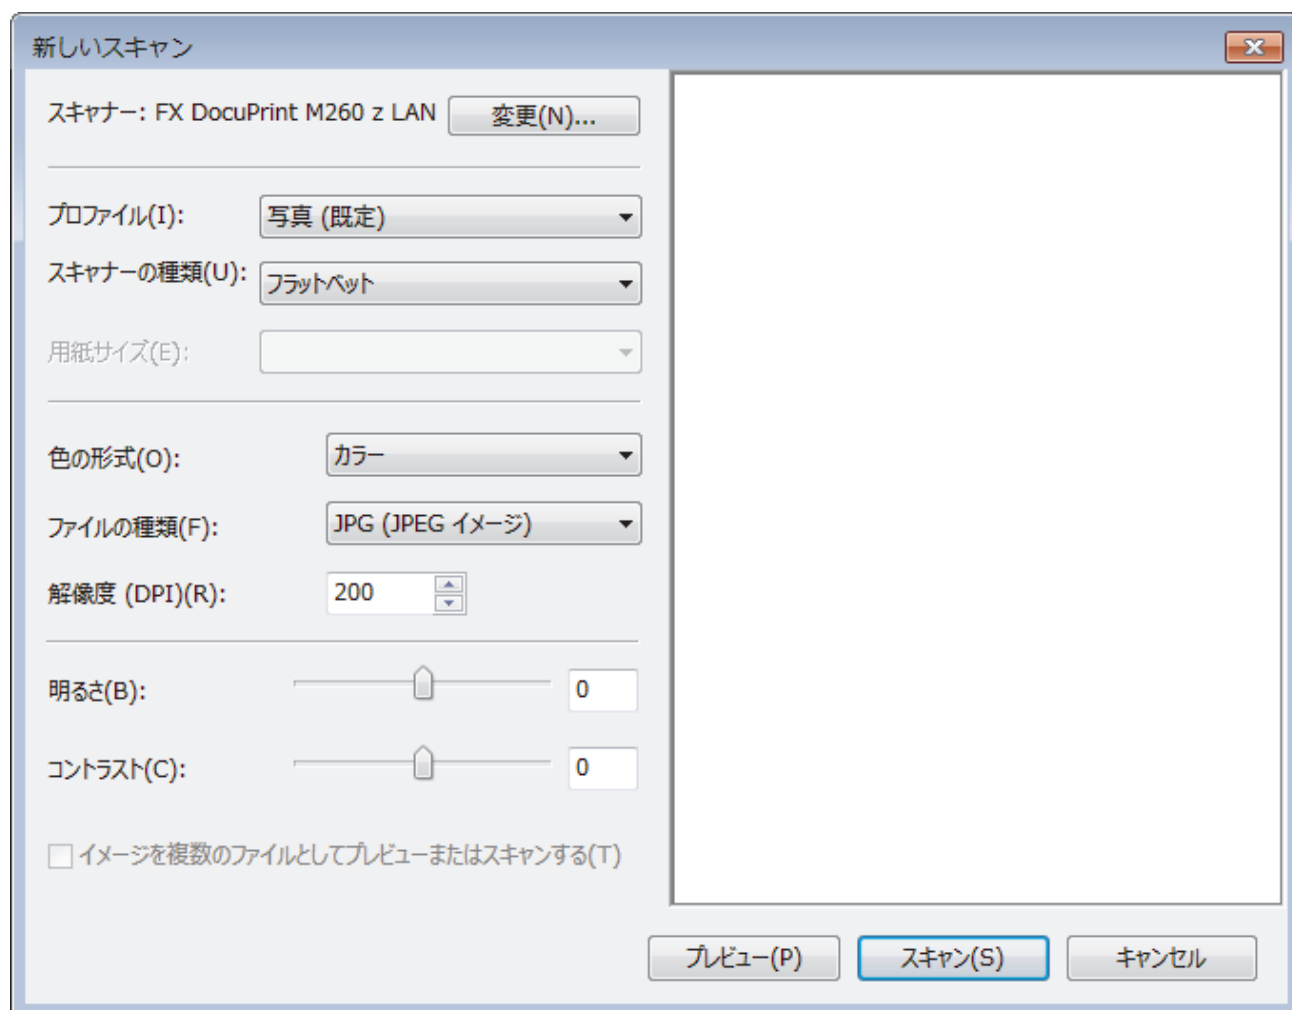 新しいスキャン
スキャナー: FX DocuPrint M260 z LAN 変更(N)...
プロファイル(I): 写真 (既定)
スキャナーの種類(U): フラットベット
用紙サイズ(E):
色の形式(O): カラー
ファイルの種類(F): JPG (JPEG イメージ)
解像度 (DPI)(R): 200
明るさ(B): 0
コントラスト(C): 0
イメージを複数のファイルとしてプレビューまたはスキャンする(T)
プレビュー(P) スキャン(S) キャンセル